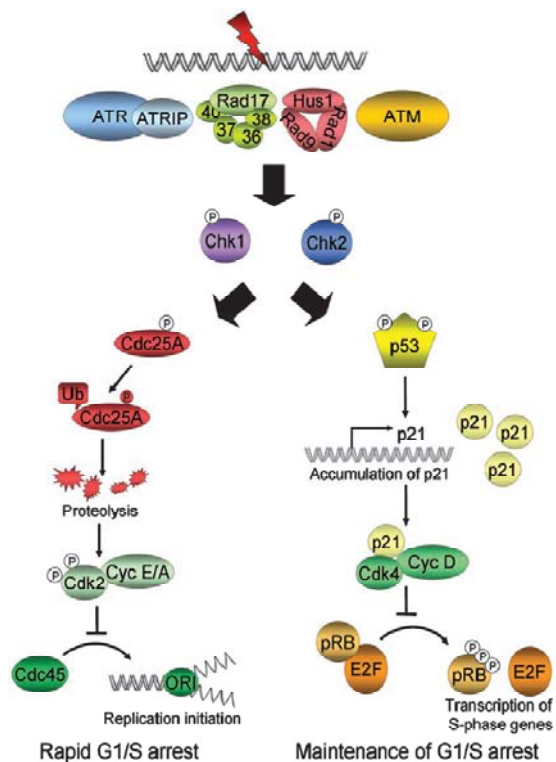 ATR ATRIP 40 Rad17 38 37 36 Hus1 Rad9 Rad1 ATM
P P
Chk1 Chk2
P
Cdc25A
P P
p53
Ub P
Cdc25A
p21
p21 p21 p21
Accumulation of p21
Proteolysis
P P
Cdk2 Cyc E/A
p21
Cdk4 Cyc D
Cdc45 ORI
Replication initiation
pRB E2F
P P P
pRB E2F
Transcription of
S-phase genes
Rapid G1/S arrest
Maintenance of G1/S arrest